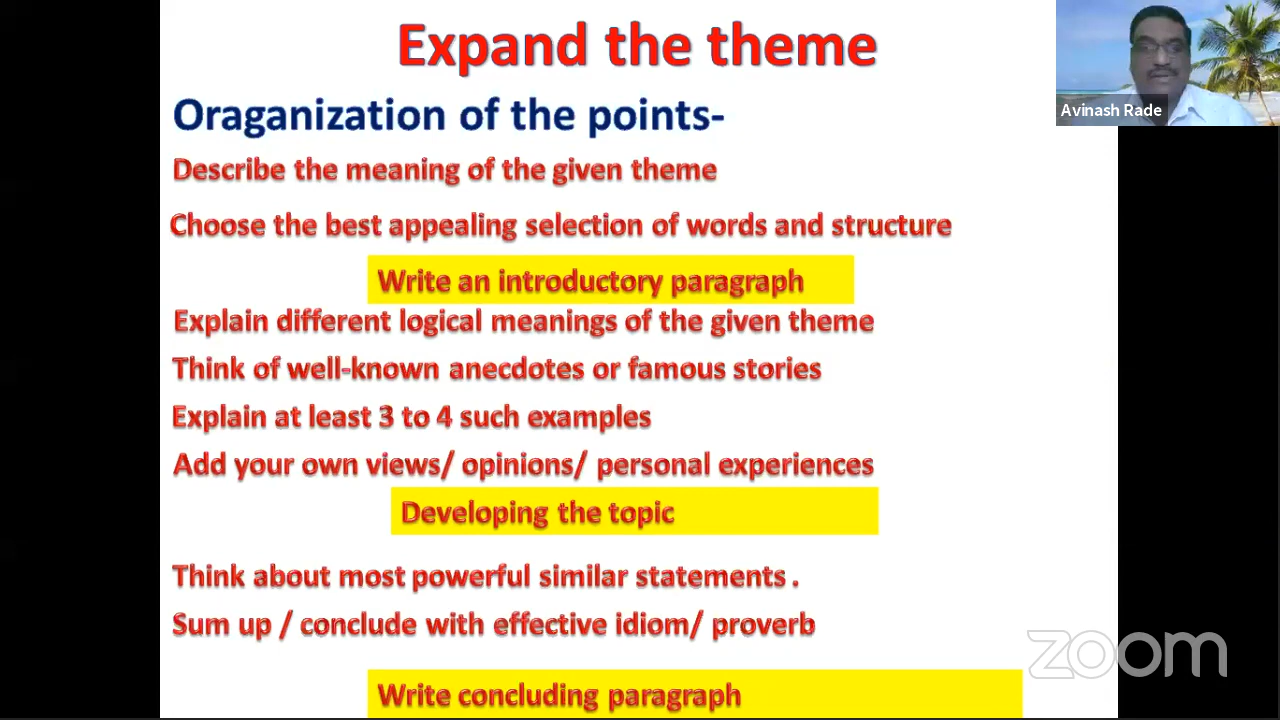 Expand the theme
Avinash Rade
Oraganization of the points-
Describe the meaning of the given theme
Choose the best appealing selection of words and structure
Write an introductory paragraph
Explain different logical meanings of the given theme
Think of well-known anecdotes or famous stories
Explain at least 3 to 4 such examples
Add your own views/ opinions/ personal experiences
Developing the topic
Think about most powerful similar statements .
Sum up / conclude with effective idiom/ proverb
zoom
Write concluding paragraph